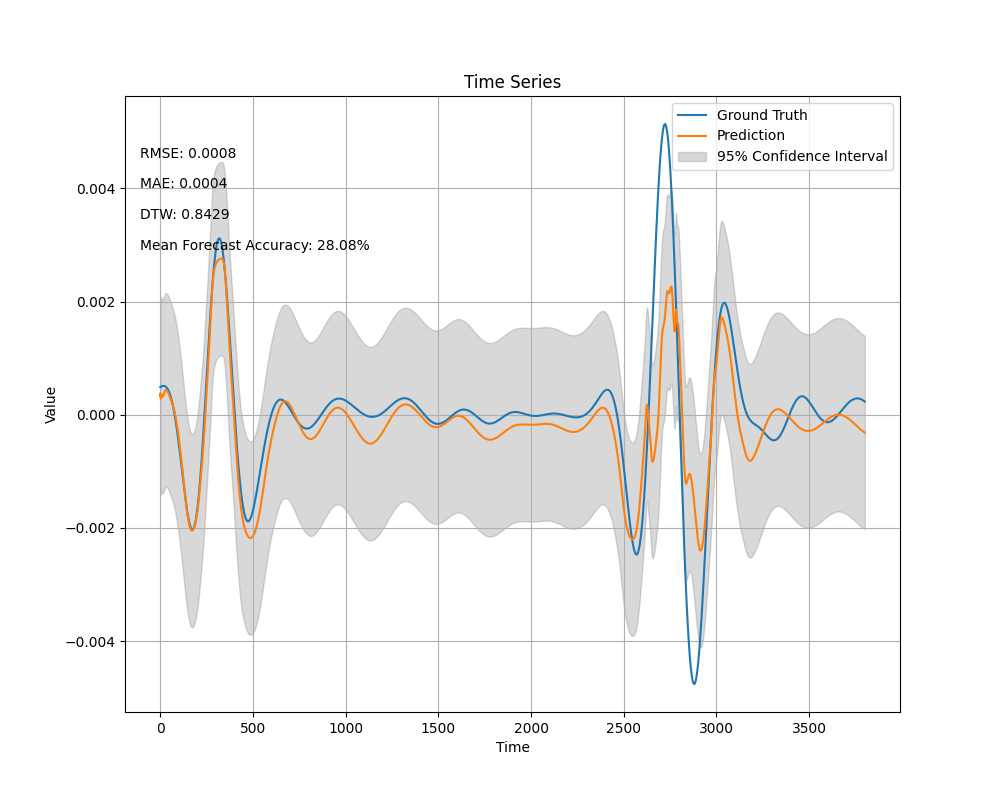 Time Series
Ground Truth
Prediction
95% Confidence Interval
RMSE: 0.0008
MAE: 0.0004
DTW: 0.8429
Mean Forecast Accuracy: 28.08%
0.004
0.002
0.000
−0.002
−0.004
Value
0 500 1000 1500 2000 2500 3000 3500
Time